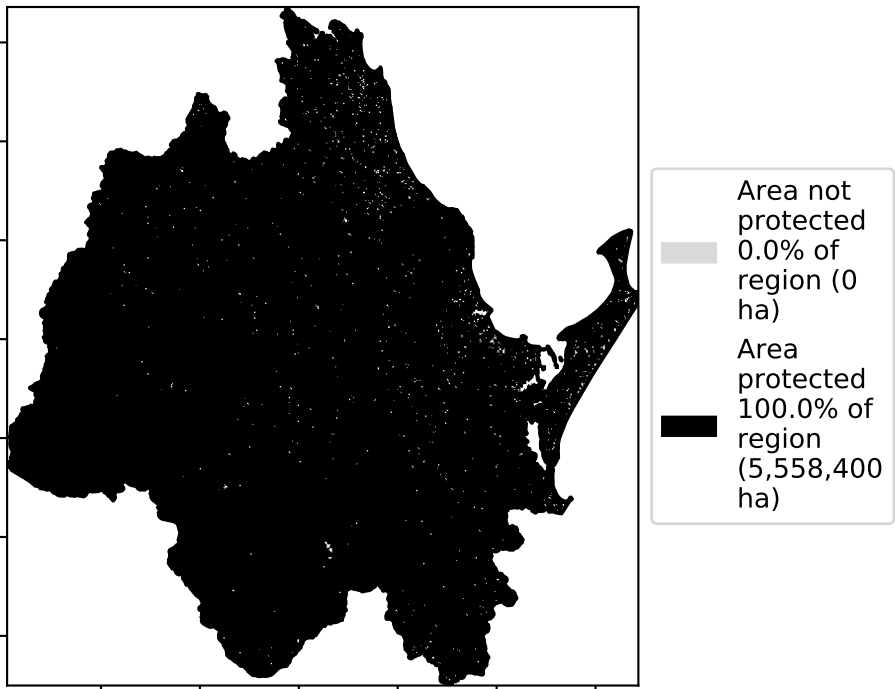 Area not
protected
0.0% of
region (0
ha)
Area
protected
100.0% of
region
(5,558,400
ha)